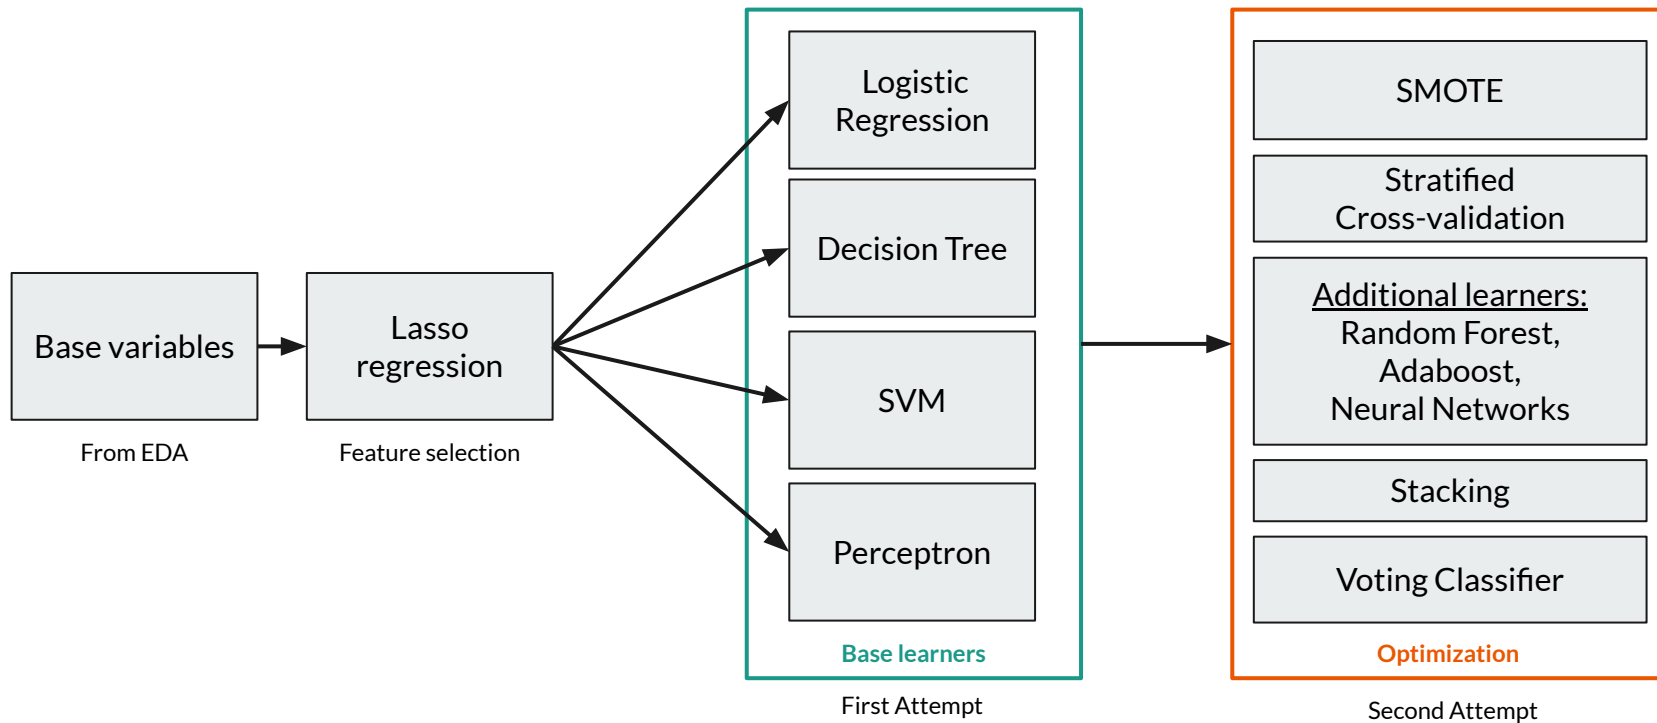 Base variables
From EDA
Lasso
regression
Feature selection
Logistic
Regression
Decision Tree
SVM
Perceptron
Base learners
First Attempt
SMOTE
Stratified
Cross-validation
Additional learners:
Random Forest,
Adaboost,
Neural Networks
Stacking
Voting Classifier
Optimization
Second Attempt